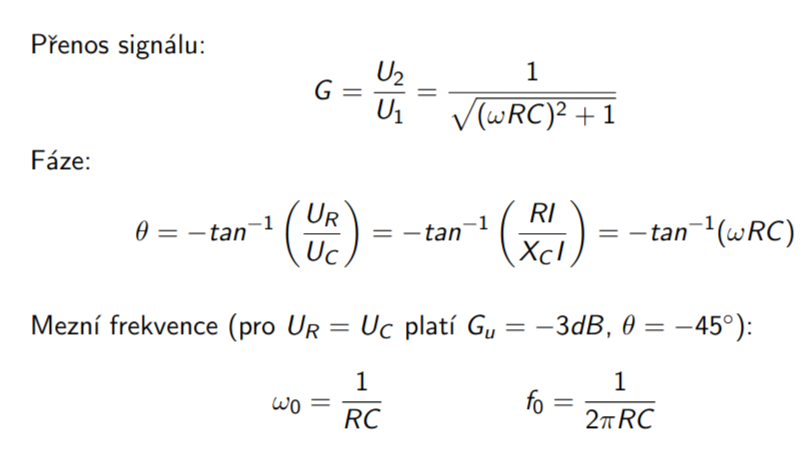 Přenos signálu:
G = U₂/U₁ = 1/√((ωRC)² + 1)
Fáze:
θ = −tan⁻¹(U_R/U_C) = −tan⁻¹(RI/X_C I) = −tan⁻¹(ωRC)
Mezní frekvence (pro U_R = U_C platí G_u = −3dB, θ = −45°):
ω₀ = 1/RC f₀ = 1/2πRC